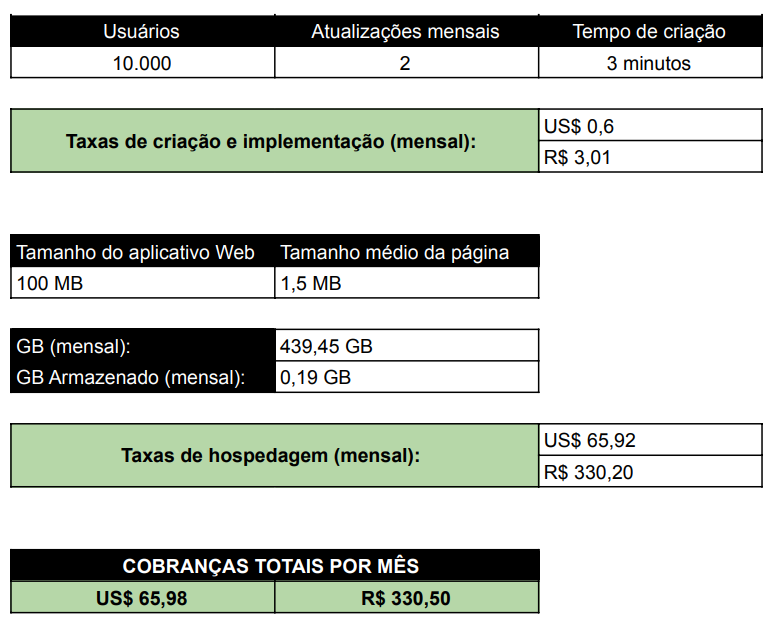 Usuários Atualizações mensais Tempo de criação
10.000 2 3 minutos
Taxas de criação e implementação (mensal):
US$ 0,6
R$ 3,01
Tamanho do aplicativo Web Tamanho médio da página
100 MB 1,5 MB
GB (mensal): 439,45 GB
GB Armazenado (mensal): 0,19 GB
Taxas de hospedagem (mensal):
US$ 65,92
R$ 330,20
COBRANÇAS TOTAIS POR MÊS
US$ 65,98 R$ 330,50